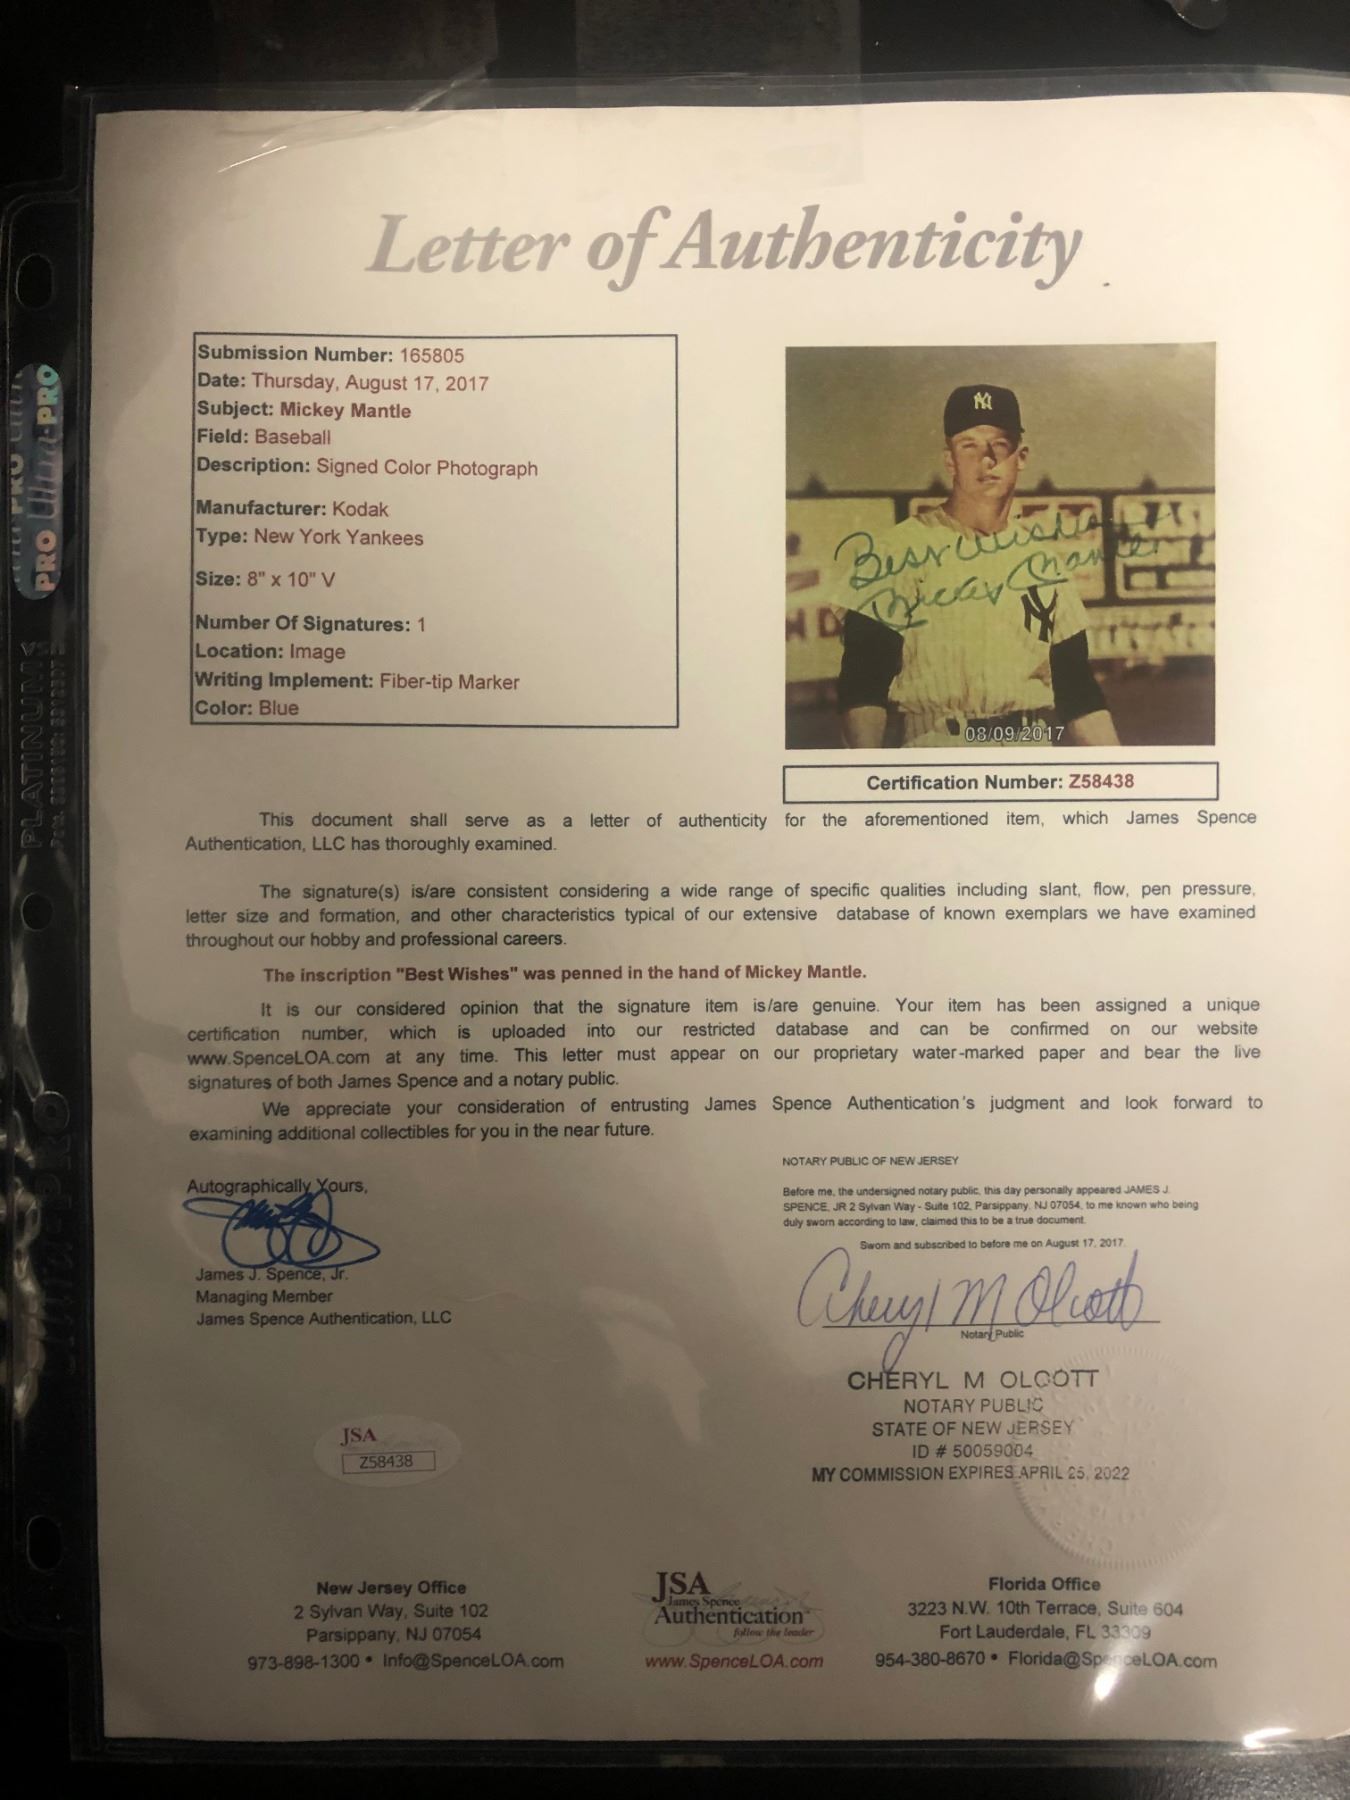 Letter of Authenticity
Submission Number: 165805
Date: Thursday, August 17, 2017
Subject: Mickey Mantle
Field: Baseball
Description: Signed Color Photograph
Manufacturer: Kodak
Type: New York Yankees
Size: 8" x 10" V
Number Of Signatures: 1
Location: Image
Writing Implement: Fiber-tip Marker
Color: Blue
NY
Best Wishes
Mickey Mantle
NY
08/09/2017
Certification Number: Z58438
This document shall serve as a letter of authenticity for the aforementioned item, which James Spence
Authentication, LLC has thoroughly examined.
The signature(s) is/are consistent considering a wide range of specific qualities including slant, flow, pen pressure,
letter size and formation, and other characteristics typical of our extensive database of known exemplars we have examined
throughout our hobby and professional careers.
The inscription "Best Wishes" was penned in the hand of Mickey Mantle.
It is our considered opinion that the signature item is/are genuine. Your item has been assigned a unique
certification number, which is uploaded into our restricted database and can be confirmed on our website
www.SpenceLOA.com at any time. This letter must appear on our proprietary water-marked paper and bear the live
signatures of both James Spence and a notary public.
We appreciate your consideration of entrusting James Spence Authentication's judgment and look forward to
examining additional collectibles for you in the near future.
Autographically Yours,
James J. Spence, Jr.
Managing Member
James Spence Authentication, LLC
NOTARY PUBLIC OF NEW JERSEY
Before me, the undersigned notary public, this day personally appeared JAMES J.
SPENCE, JR 2 Sylvan Way - Suite 102, Parsippany, NJ 07054, to me known who being
duly sworn according to law, claimed this to be a true document.
Sworn and subscribed to before me on August 17, 2017.
Cheryl M Olcott
Notary Public
CHERYL M OLCOTT
NOTARY PUBLIC
STATE OF NEW JERSEY
ID # 50059004
MY COMMISSION EXPIRES APRIL 25, 2022
JSA
Z58438
New Jersey Office
2 Sylvan Way, Suite 102
Parsippany, NJ 07054
973-898-1300 • Info@SpenceLOA.com
JSA
James Spence
Authentication
follow the leader
www.SpenceLOA.com
Florida Office
3223 N.W. 10th Terrace, Suite 604
Fort Lauderdale, FL 33309
954-380-8670 • Florida@SpenceLOA.com
PRO Ultra-PRO
PLATINUM